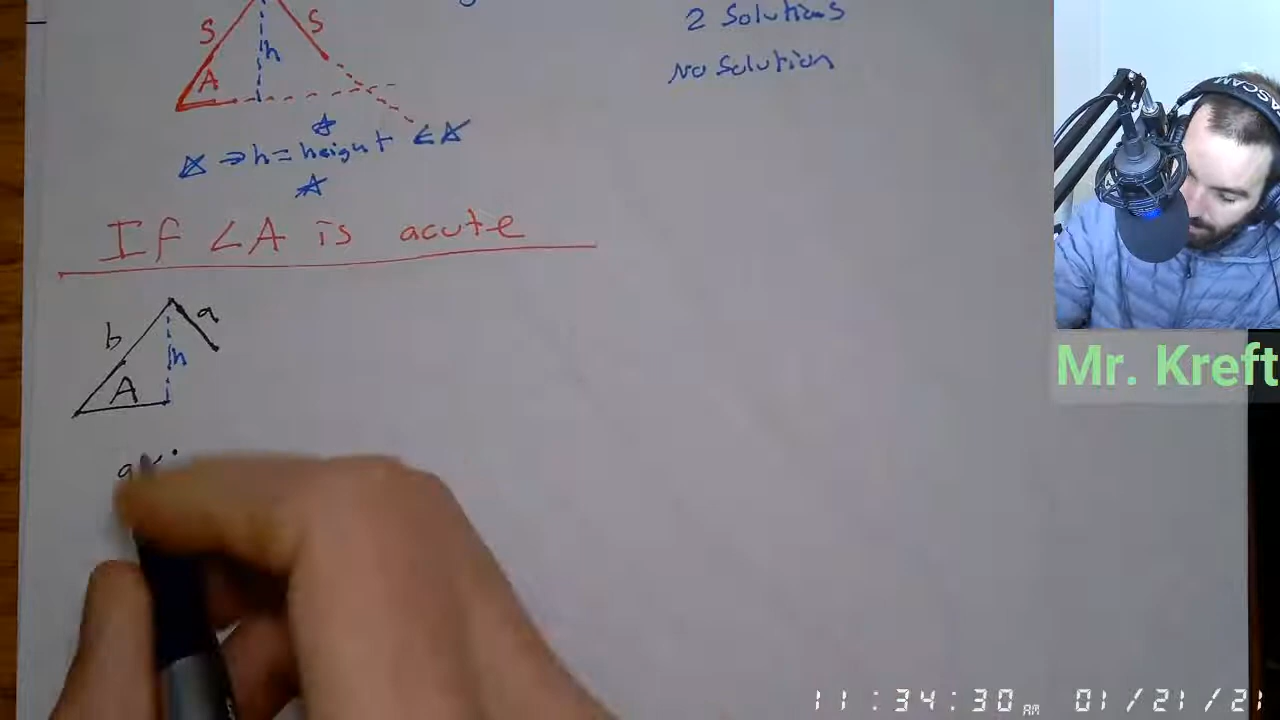 2 Solutions
S S
h
A
No Solution
⇒ h = height <A
If <A is acute
b a
h
A
a <
Mr. Kreft
11:34:30 AM 01/21/21